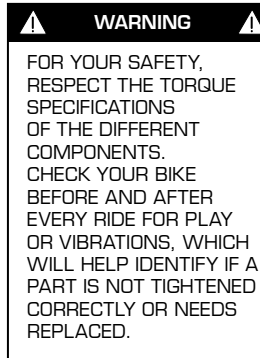 WARNING
FOR YOUR SAFETY,
RESPECT THE TORQUE
SPECIFICATIONS
OF THE DIFFERENT
COMPONENTS.
CHECK YOUR BIKE
BEFORE AND AFTER
EVERY RIDE FOR PLAY
OR VIBRATIONS, WHICH
WILL HELP IDENTIFY IF A
PART IS NOT TIGHTENED
CORRECTLY OR NEEDS
REPLACED.